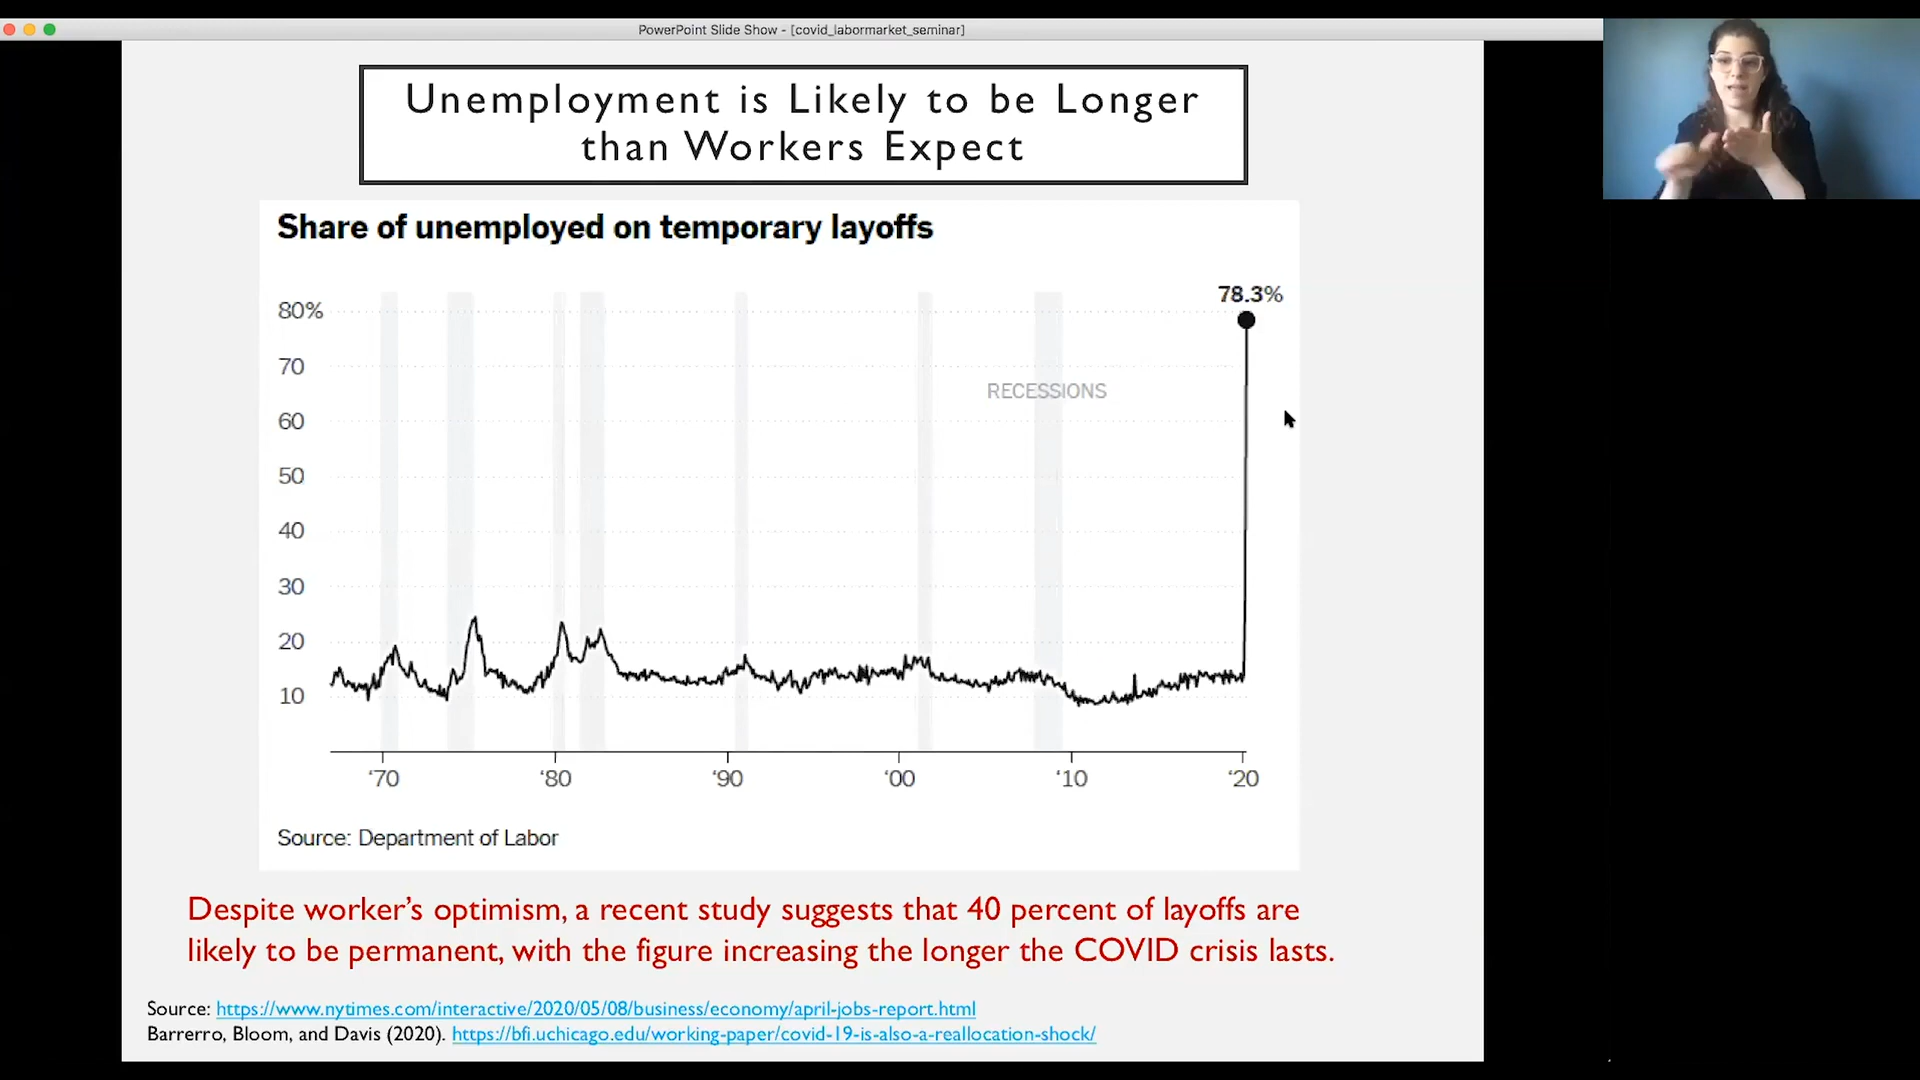 PowerPoint Slide Show - [covid_labormarket_seminar]
Unemployment is Likely to be Longer
than Workers Expect
Share of unemployed on temporary layoffs
78.3%
80%
70
RECESSIONS
60
50
40
30
20
10
‘70
‘80
‘90
‘00
‘10
‘20
Source: Department of Labor
Despite worker’s optimism, a recent study suggests that 40 percent of layoffs are
likely to be permanent, with the figure increasing the longer the COVID crisis lasts.
Source: https://www.nytimes.com/interactive/2020/05/08/business/economy/april-jobs-report.html
Barrerro, Bloom, and Davis (2020). https://bfi.uchicago.edu/working-paper/covid-19-is-also-a-reallocation-shock/